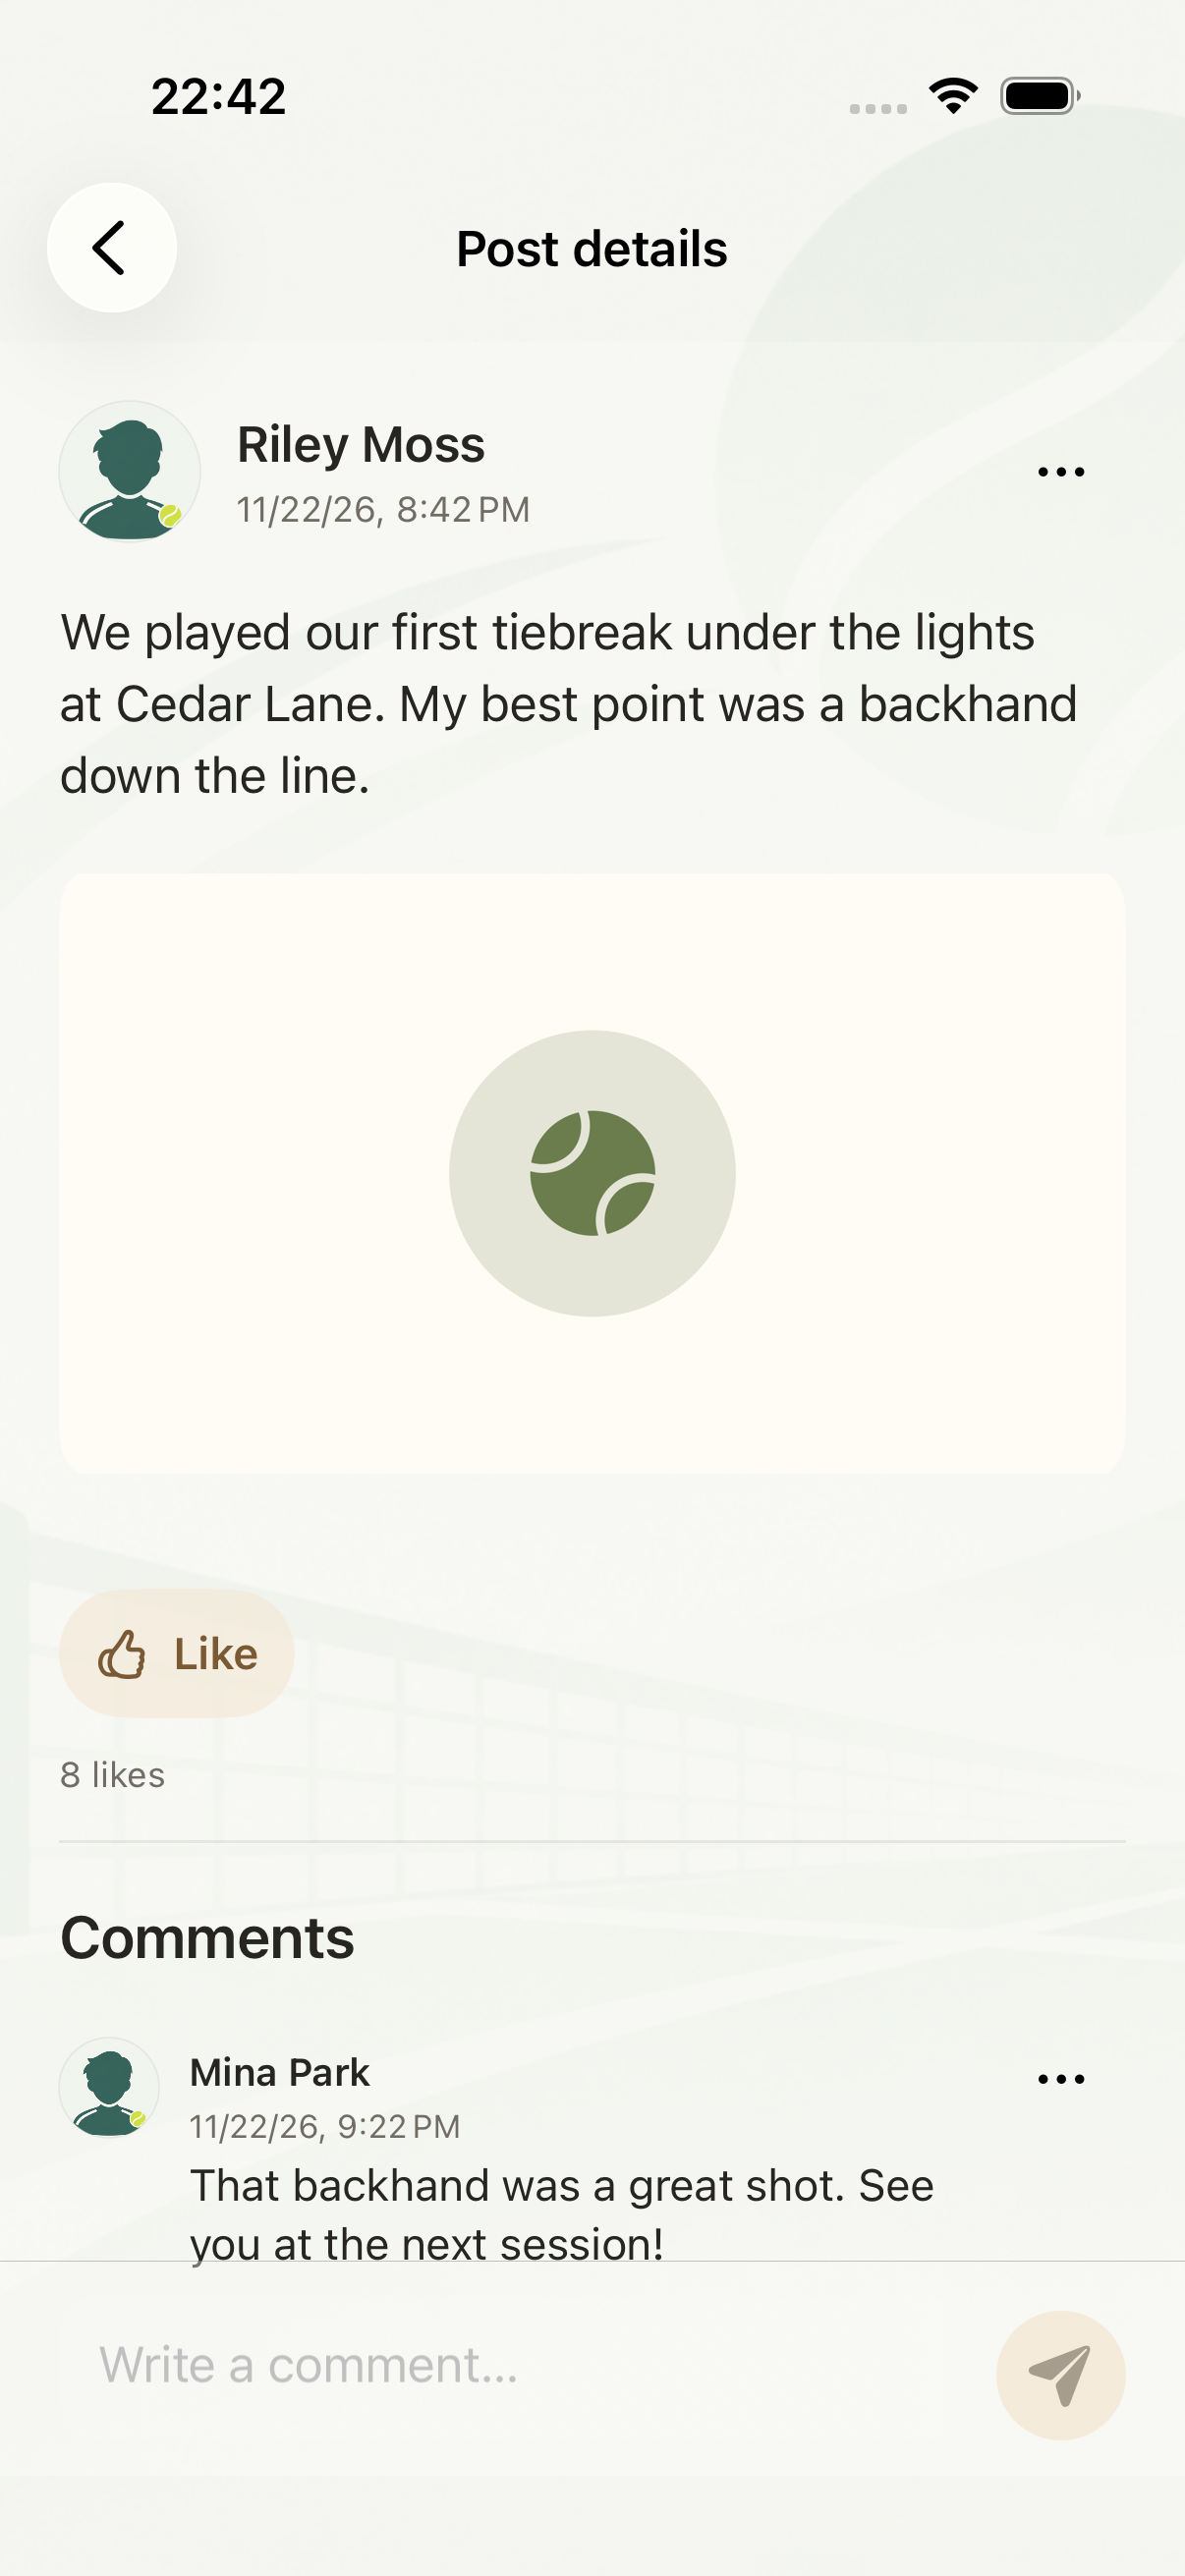 22:42
Post details
Riley Moss
11/22/26, 8:42 PM
We played our first tiebreak under the lights
at Cedar Lane. My best point was a backhand
down the line.
Like
8 likes
Comments
Mina Park
11/22/26, 9:22 PM
That backhand was a great shot. See
you at the next session!
Write a comment...